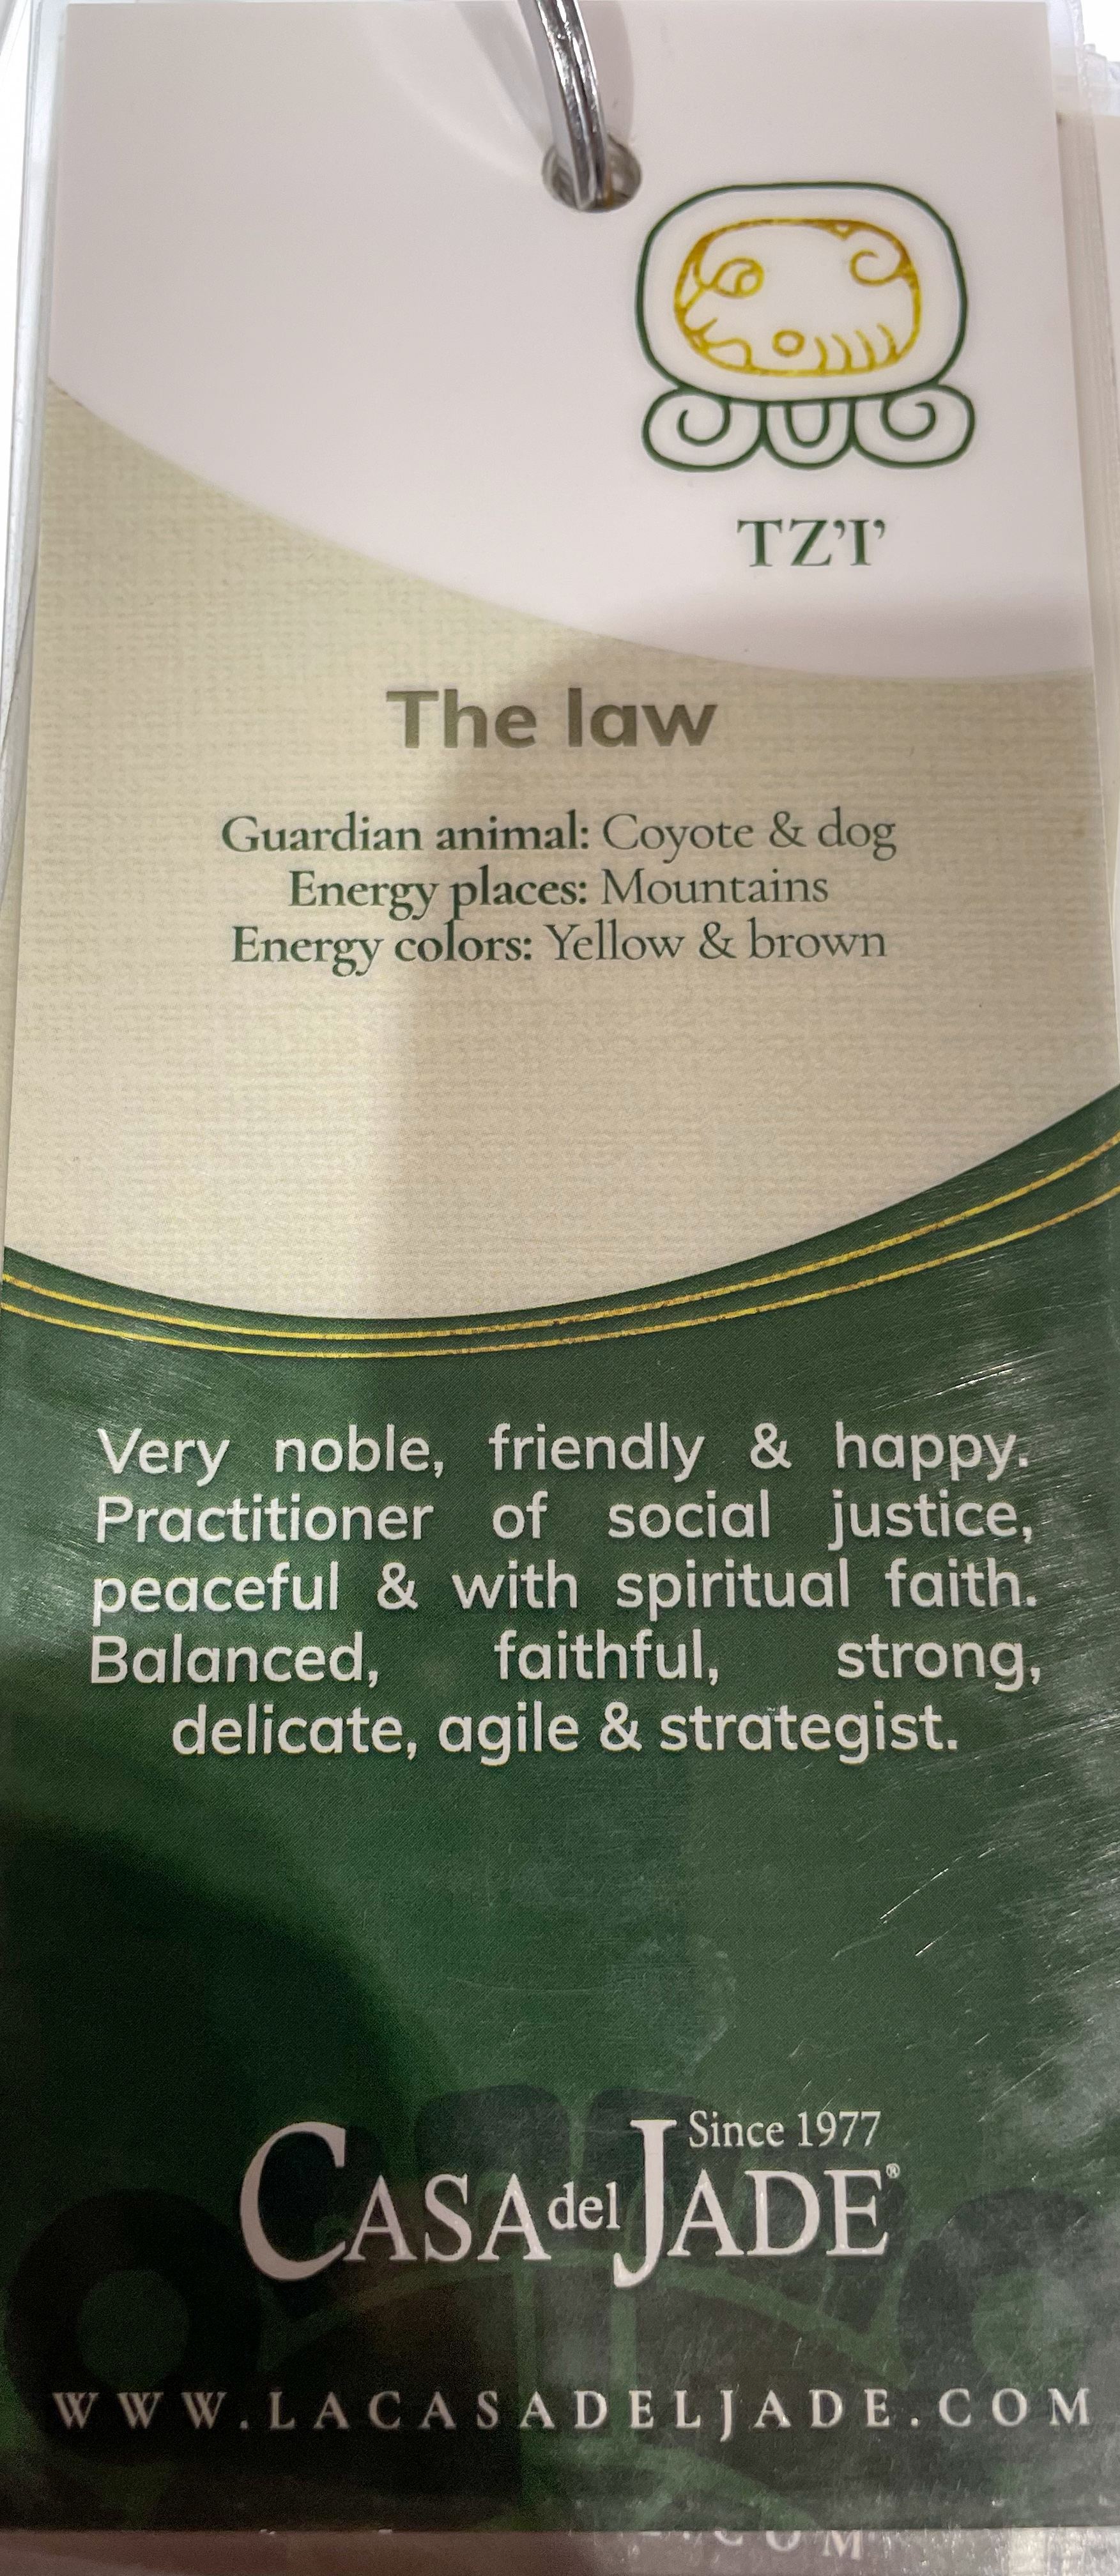 TZ'I'
The law
Guardian animal: Coyote & dog
Energy places: Mountains
Energy colors: Yellow & brown
Very noble, friendly & happy.
Practitioner of social justice,
peaceful & with spiritual faith.
Balanced, faithful, strong,
delicate, agile & strategist.
Since 1977
CASA del JADE®
WWW.LACASADELJADE.COM
.COM